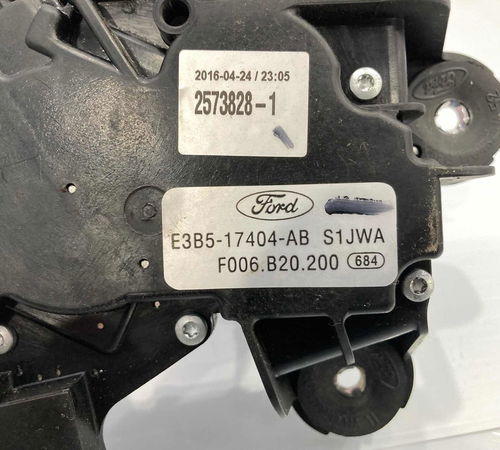 2016-04-24 / 23:05
2573828-1
Ford
E3B5-17404-AB S1JWA
F006.B20.200 684